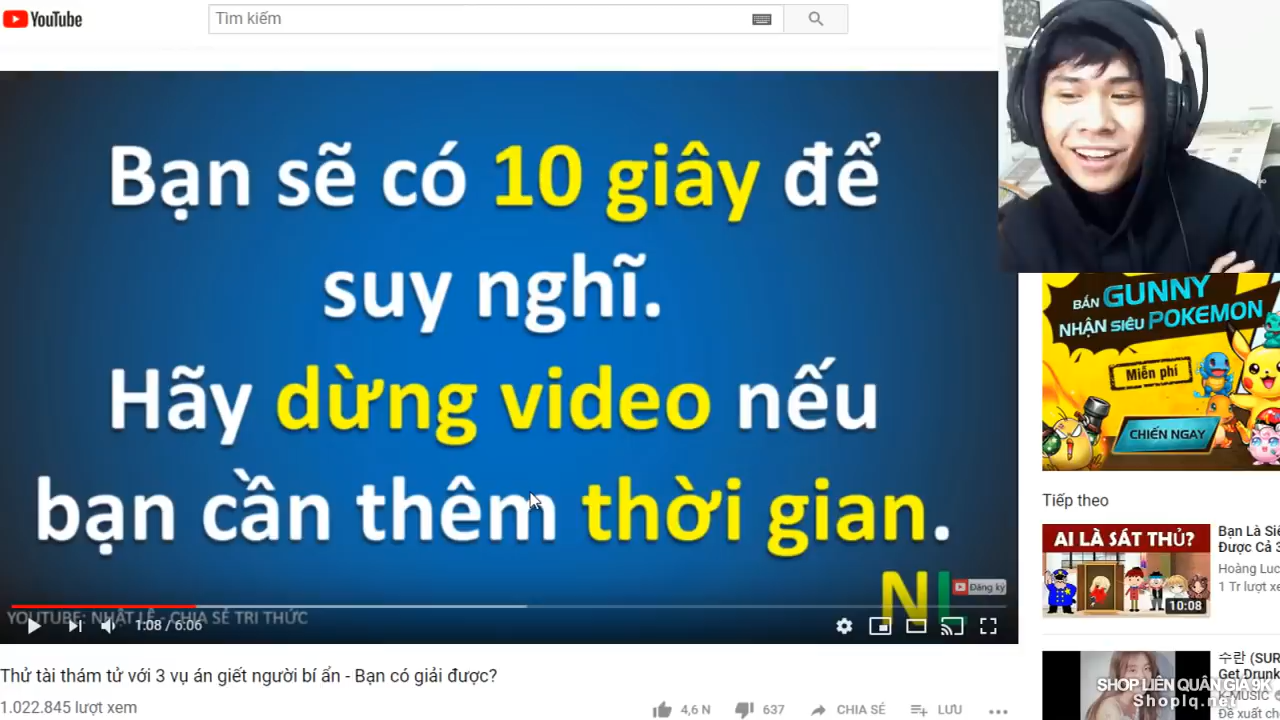 YouTube
Tìm kiếm
Bạn sẽ có 10 giây để
suy nghĩ.
Hãy dừng video nếu
bạn cần thêm thời gian.
NL
Đăng ký
YOUTUBE: NHẬT LỆ - CHIA SẺ TRI THỨC
1:08 / 6:06
Thử tài thám tử với 3 vụ án giết người bí ẩn - Bạn có giải được?
1.022.845 lượt xem
4,6 N
637
CHIA SẺ
LƯU
BẮN GUNNY
NHẬN SIÊU POKEMON
Miễn phí
CHIẾN NGAY
Tiếp theo
AI LÀ SÁT THỦ?
10:08
Bạn Là Siê
Được Cả 3
Hoàng Luc
1 Tr lượt xe
수란 (SUR
Get Drunk
K-MUSIC
Đề xuất ch
SHOP LIÊN QUÂN GIÁ 9K
Shoplq.net